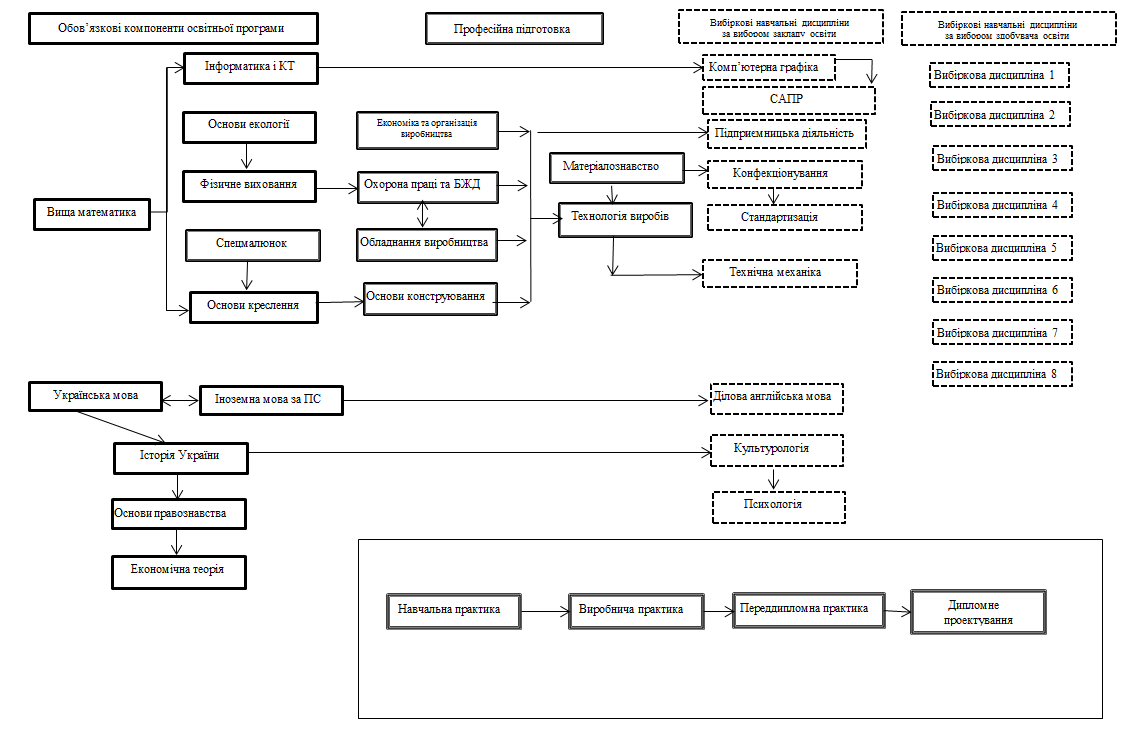 Обов’язкові компоненти освітньої програми
Професійна підготовка
Вибіркові навчальні дисципліни
за вибором закладу освіти
Вибіркові навчальні дисципліни
за вибором здобувача освіти
Інформатика і КТ
Комп’ютерна графіка
Вибіркова дисципліна 1
САПР
Вибіркова дисципліна 2
Основи екології
Економіка та організація
виробництва
Підприємницька діяльність
Матеріалознавство
Вибіркова дисципліна 3
Конфекціонування
Фізичне виховання
Охорона праці та БЖД
Вища математика
Технологія виробів
Стандартизація
Вибіркова дисципліна 4
Спецмалюнок
Обладнання виробництва
Вибіркова дисципліна 5
Технічна механіка
Вибіркова дисципліна 6
Основи креслення
Основи конструювання
Вибіркова дисципліна 7
Вибіркова дисципліна 8
Українська мова
Іноземна мова за ПС
Ділова англійська мова
Історія України
Культурологія
Основи правознавства
Психологія
Економічна теорія
Навчальна практика
Виробнича практика
Переддипломна практика
Дипломне
проектування